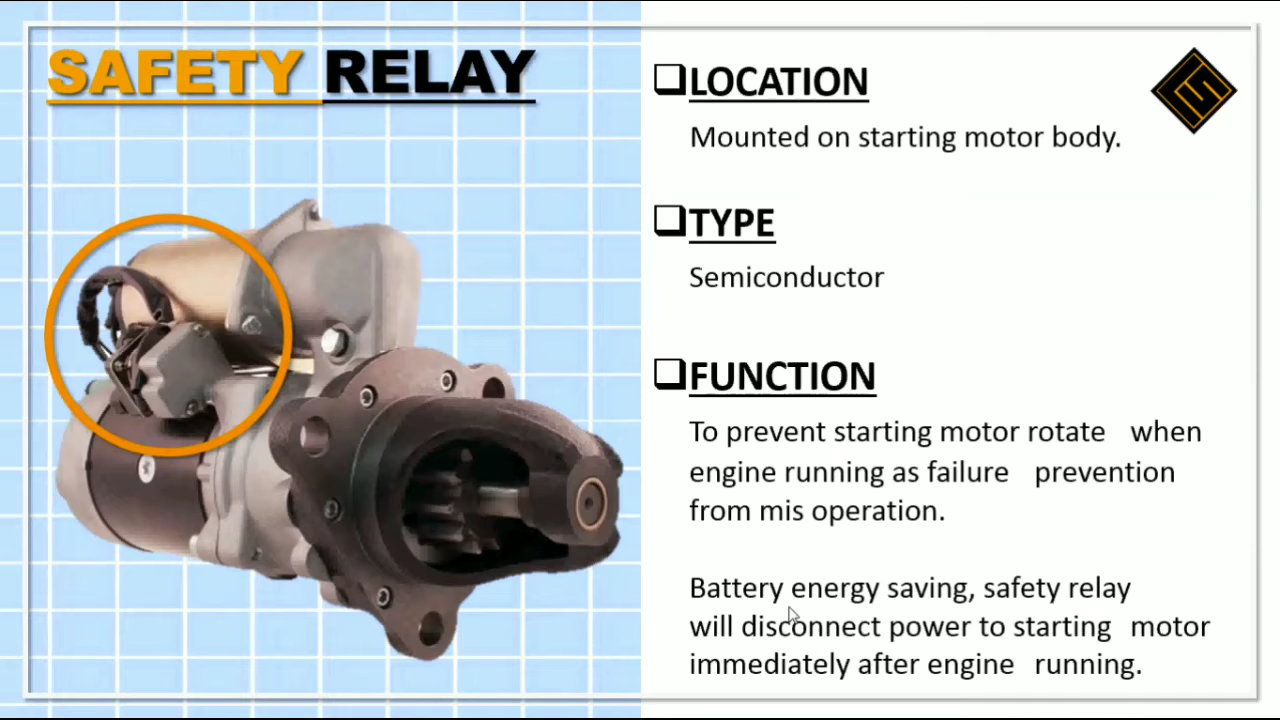 SAFETY RELAY
LOCATION
Mounted on starting motor body.
TYPE
Semiconductor
FUNCTION
To prevent starting motor rotate when
engine running as failure prevention
from mis operation.
Battery energy saving, safety relay
will disconnect power to starting motor
immediately after engine running.